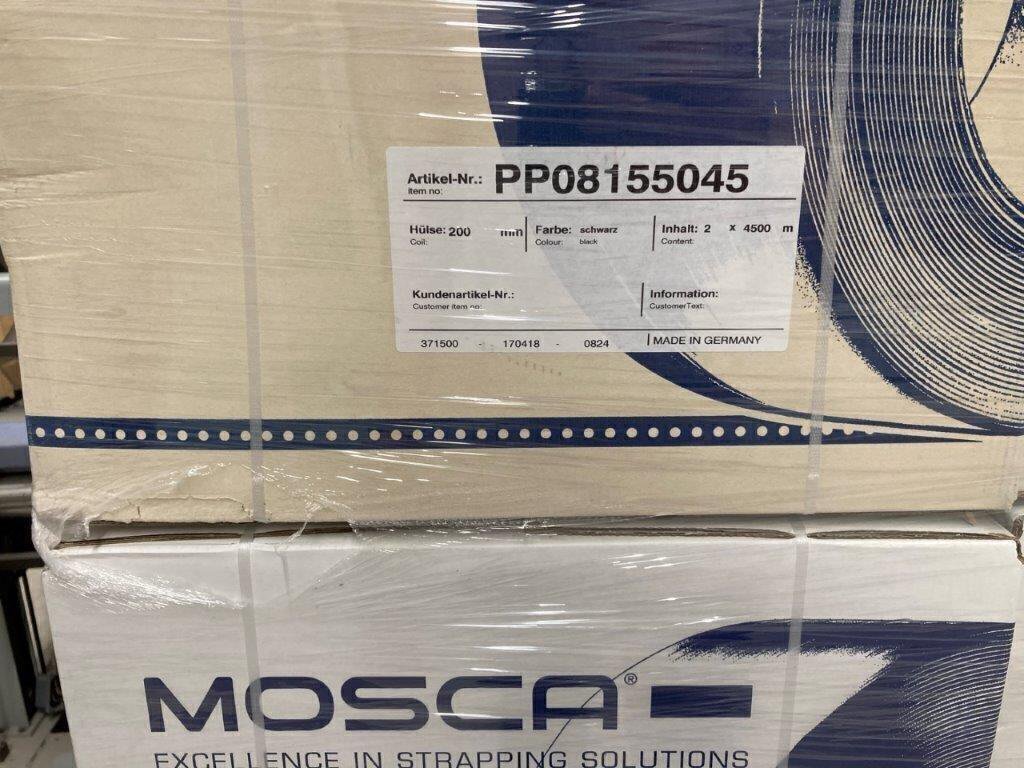 Artikel-Nr.: PP08155045
Item no:
Hülse: 200 mm Farbe: schwarz Inhalt: 2 x 4500 m
Coil: Colour: black Content:
Kundenartikel-Nr.: Information:
Customer item no: CustomerText:
371500 - 170418 - 0824 MADE IN GERMANY
MOSCA®
EXCELLENCE IN STRAPPING SOLUTIONS